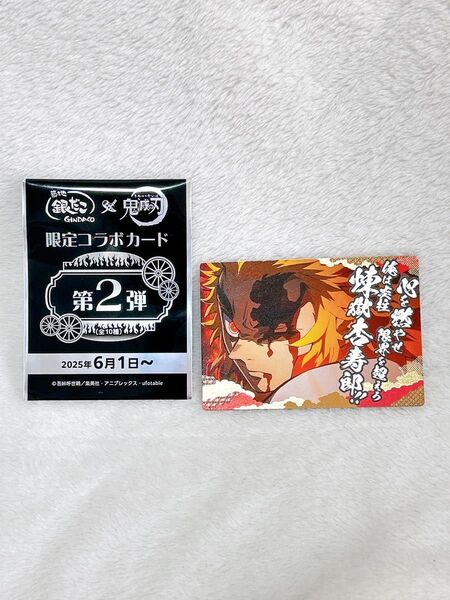 築地
銀だこ
GINDACO
鬼滅の刃
限定コラボカード
第2弾
(全10種)
2025年6月1日～
©吾峠呼世晴／集英社・アニプレックス・ufotable
心を燃やせ 限界を超えろ
俺は炎柱
煉獄杏寿郎!!